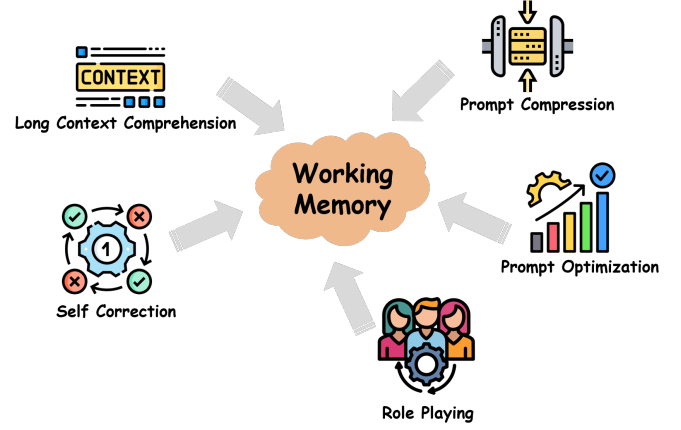 CONTEXT
Long Context Comprehension
Prompt Compression
Working
Memory
1
Self Correction
Prompt Optimization
Role Playing